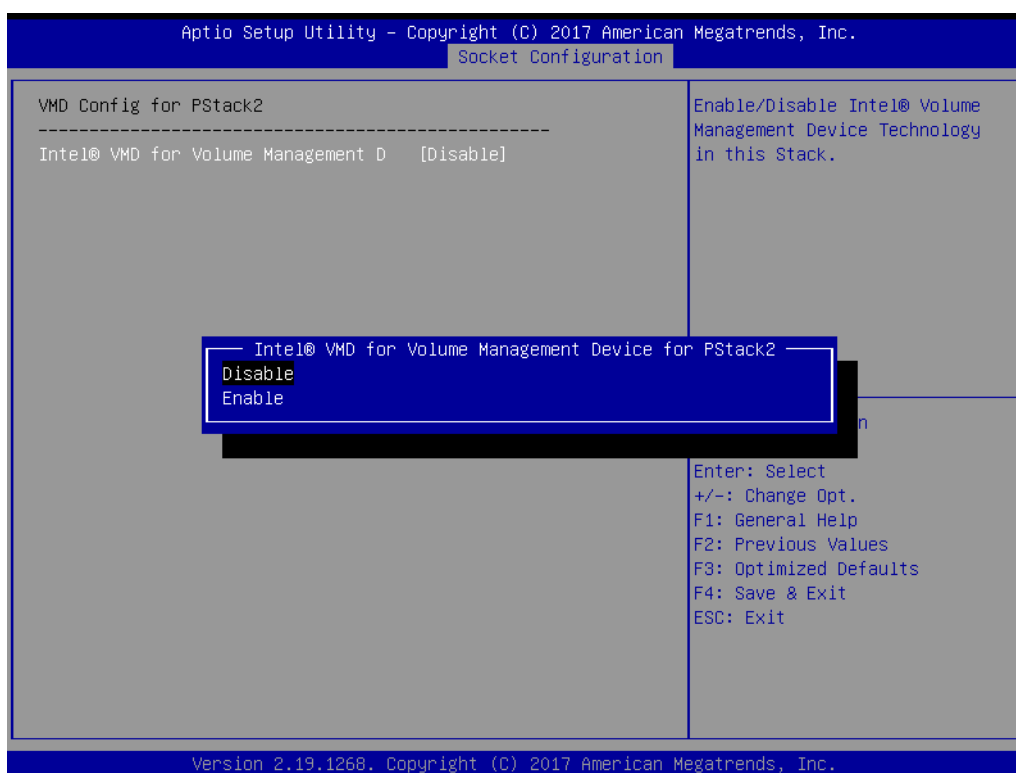 Aptio Setup Utility – Copyright (C) 2017 American Megatrends, Inc.
Socket Configuration
VMD Config for PStack2
--------------------------------------------------
Intel® VMD for Volume Management D [Disable]
Enable/Disable Intel® Volume
Management Device Technology
in this Stack.
Intel® VMD for Volume Management Device for PStack2
Disable
Enable
n
Enter: Select
+/-: Change Opt.
F1: General Help
F2: Previous Values
F3: Optimized Defaults
F4: Save & Exit
ESC: Exit
Version 2.19.1268. Copyright (C) 2017 American Megatrends, Inc.